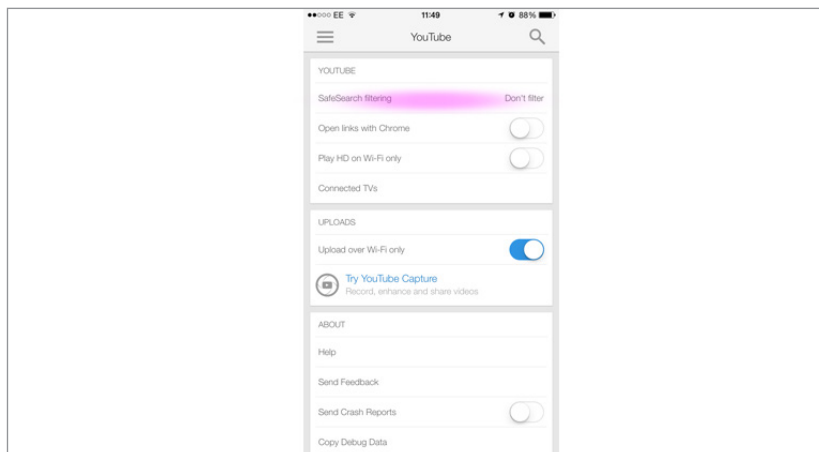 EE 11:49 88%
YouTube
YOUTUBE
SafeSearch filtering Don't filter
Open links with Chrome
Play HD on Wi-Fi only
Connected TVs
UPLOADS
Upload over Wi-Fi only
Try YouTube Capture
Record, enhance and share videos
ABOUT
Help
Send Feedback
Send Crash Reports
Copy Debug Data